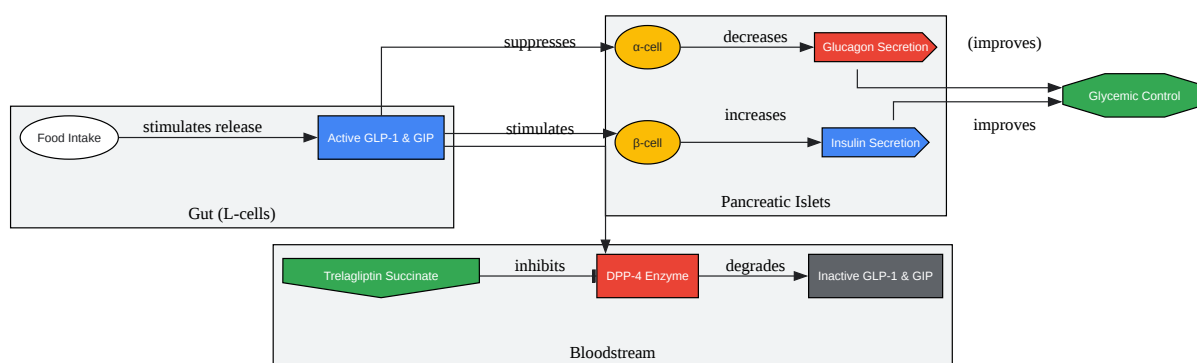 suppresses
α-cell
decreases
Glucagon Secretion
(improves)
Glycemic Control
Food Intake
stimulates release
Active GLP-1 & GIP
stimulates
β-cell
increases
Insulin Secretion
improves
Gut (L-cells)
Pancreatic Islets
Trelagliptin Succinate
inhibits
DPP-4 Enzyme
degrades
Inactive GLP-1 & GIP
Bloodstream